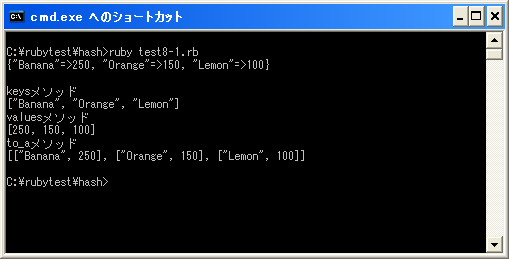 cmd.exe へのショートカット
C:¥rubytest¥hash>ruby test8-1.rb
{"Banana"=>250, "Orange"=>150, "Lemon"=>100}
keysメソッド
["Banana", "Orange", "Lemon"]
valuesメソッド
[250, 150, 100]
to_aメソッド
[["Banana", 250], ["Orange", 150], ["Lemon", 100]]
C:¥rubytest¥hash>